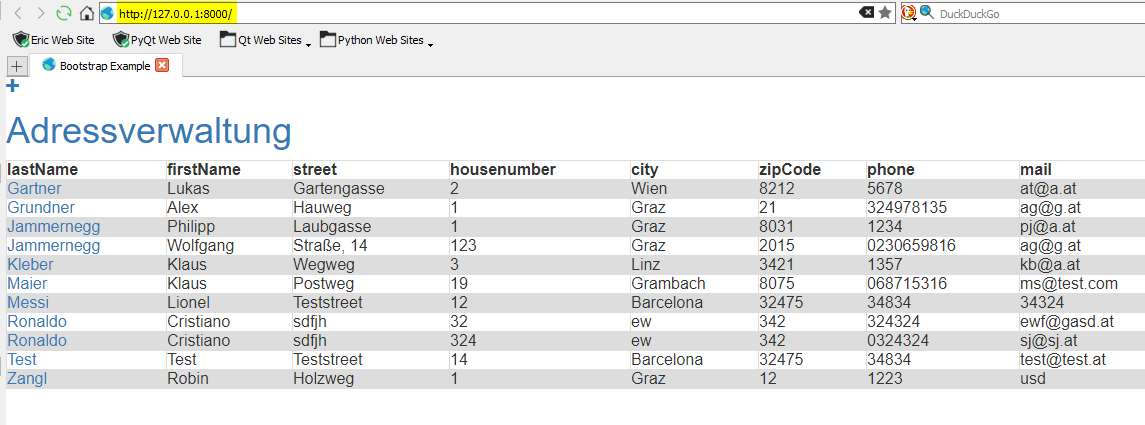 http://127.0.0.1:8000/ DuckDuckGo
Eric Web Site PyQt Web Site Qt Web Sites Python Web Sites
Bootstrap Example
Adressverwaltung
lastName firstName street housenumber city zipCode phone mail
Gartner Lukas Gartengasse 2 Wien 8212 5678 at@a.at
Grundner Alex Hauweg 1 Graz 21 324978135 ag@g.at
Jammernegg Philipp Laubgasse 1 Graz 8031 1234 pj@a.at
Jammernegg Wolfgang Straße, 14 123 Graz 2015 0230659816 ag@g.at
Kleber Klaus Wegweg 3 Linz 3421 1357 kb@a.at
Maier Klaus Postweg 19 Grambach 8075 068715316 ms@test.com
Messi Lionel Teststreet 12 Barcelona 32475 34834 34324
Ronaldo Cristiano sdfjh 32 ew 342 324324 ewf@gasd.at
Ronaldo Cristiano sdfjh 324 ew 342 0324324 sj@sj.at
Test Test Teststreet 14 Barcelona 32475 34834 test@test.at
Zangl Robin Holzweg 1 Graz 12 1223 usd